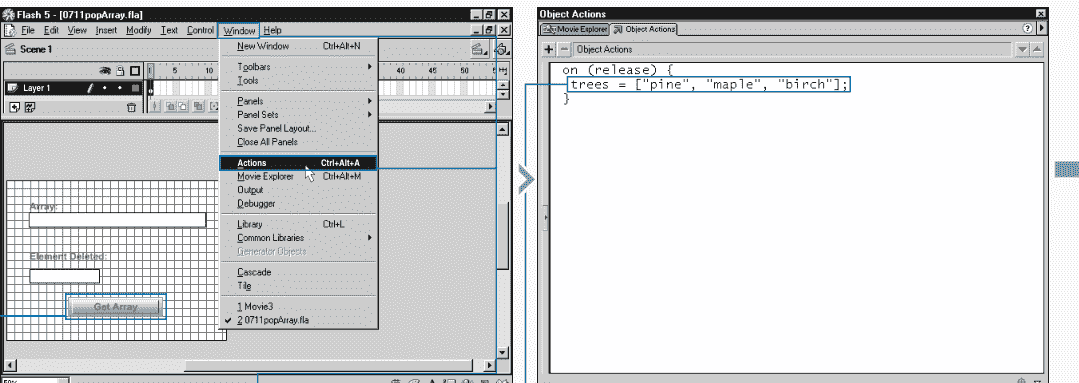 Flash 5 - [0711popArray.fla]
File Edit View Insert Modify Text Control Window Help
Scene 1
5 10 40 45 50 55
Layer 1
New Window Ctrl+Alt+N
Toolbars
Tools
Panels
Panel Sets
Save Panel Layout...
Close All Panels
Actions Ctrl+Alt+A
Movie Explorer Ctrl+Alt+M
Output
Debugger
Library Ctrl+L
Common Libraries
Generator Objects
Cascade
Tile
1 Movie3
2 0711popArray.fla
Array:
Element Deleted:
Get Array
Object Actions
Movie Explorer Object Actions
Object Actions
on (release) {
trees = ["pine", "maple", "birch"];
}